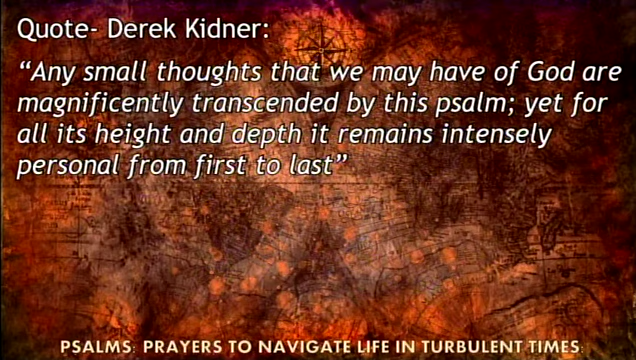 Quote- Derek Kidner:
“Any small thoughts that we may have of God are
magnificently transcended by this psalm; yet for
all its height and depth it remains intensely
personal from first to last”
PSALMS: PRAYERS TO NAVIGATE LIFE IN TURBULENT TIMES